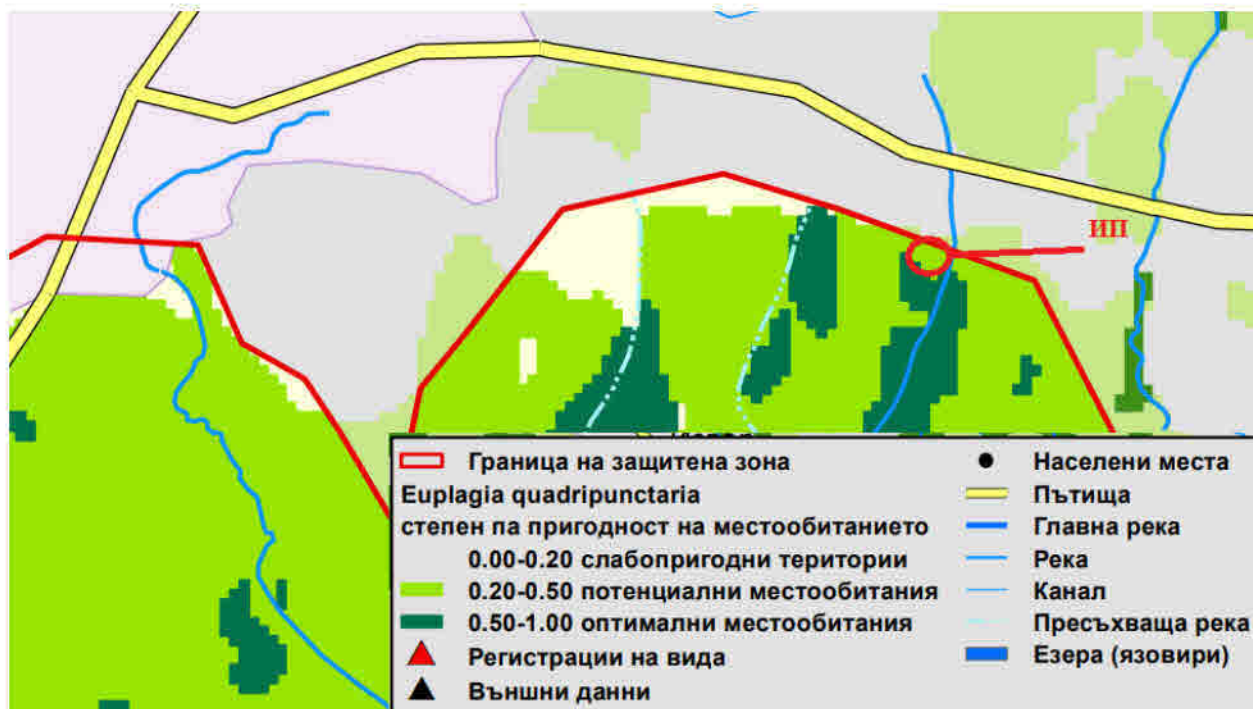 ИП
Граница на защитена зона
Euplagia quadripunctaria
степен па пригодност на местообитанието
0.00-0.20 слабопригодни територии
0.20-0.50 потенциални местообитания
0.50-1.00 оптимални местообитания
Регистрации на вида
Външни данни
Населени места
Пътища
Главна река
Река
Канал
Пресъхваща река
Езера (язовири)